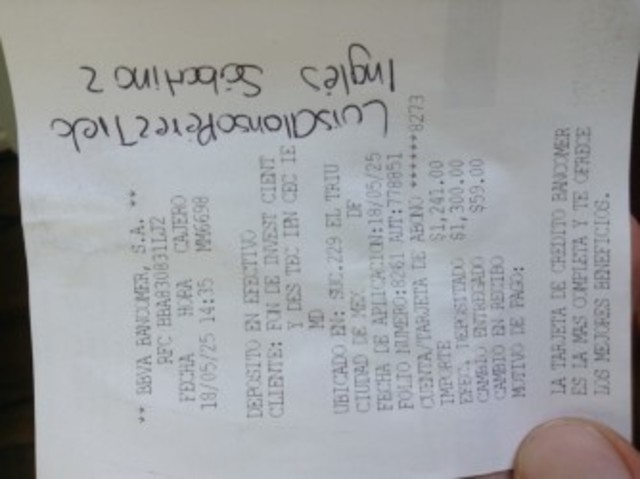 ** BBVA BANCOMER, S.A. **
RFC BBA830831LJ2
FECHA HORA CAJERO
18/05/25 14:35 MM6698
DEPOSITO EN EFECTIVO
CLIENTE: FON DE INVEST CIENT
Y DES TEC IPN CEC IE
MD
UBICADO EN: SUC.229 EL TRIU
CIUDAD DE MEX DF
FECHA DE APLICACION:18/05/25
FOLIO NUMERO:8261 AUT:778851
CUENTA/TARJETA DE ABONO ******8273
IMPORTE $1,241.00
EFEC. DEPOSITADO $1,300.00
CAMBIO ENTREGADO $59.00
CAMBIO EN RECIBO
MOTIVO DE PAGO:
LA TARJETA DE CREDITO BANCOMER
ES LA MAS COMPLETA Y TE OFRECE
LOS MEJORES BENEFICIOS.
Luis Alonso Pérez
Inglés Sabatino 2